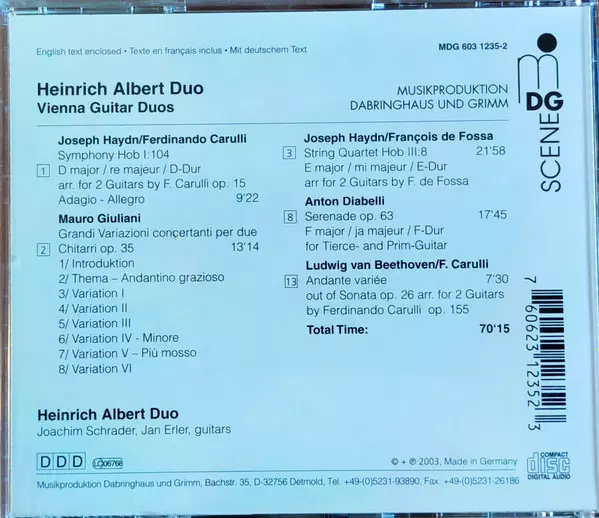 English text enclosed • Texte en français inclus • Mit deutschem Text
MDG 603 1235-2
Heinrich Albert Duo
Vienna Guitar Duos
MUSIKPRODUKTION
DABRINGHAUS UND GRIMM
DG
SCENE
Joseph Haydn/Ferdinando Carulli
Symphony Hob I:104
1 D major / re majeur / D-Dur
arr. for 2 Guitars by F. Carulli op. 15
Adagio - Allegro 9'22
Mauro Giuliani
Grandi Variazioni concertanti per due
2 Chitarri op. 35 13'14
1/ Introduktion
2/ Thema – Andantino grazioso
3/ Variation I
4/ Variation II
5/ Variation III
6/ Variation IV - Minore
7/ Variation V – Più mosso
8/ Variation VI
Joseph Haydn/François de Fossa
3 String Quartet Hob III:8 21'58
E major / mi majeur / E-Dur
arr for 2 Guitars by F. de Fossa
Anton Diabelli
8 Serenade op. 63 17'45
F major / ja majeur / F-Dur
for Tierce- and Prim-Guitar
Ludwig van Beethoven/F. Carulli
13 Andante variée 7'30
out of Sonata op. 26 arr. for 2 Guitars
by Ferdinando Carulli op. 155
Total Time: 70'15
7 60623 12352 3
Heinrich Albert Duo
Joachim Schrader, Jan Erler, guitars
D D D LC06768
© + ℗ 2003, Made in Germany
COMPACT
disc
DIGITAL AUDIO
Musikproduktion Dabringhaus und Grimm, Bachstr. 35, D-32756 Detmold, Tel. +49-(0)5231-93890, Fax +49-(0)5231-26186